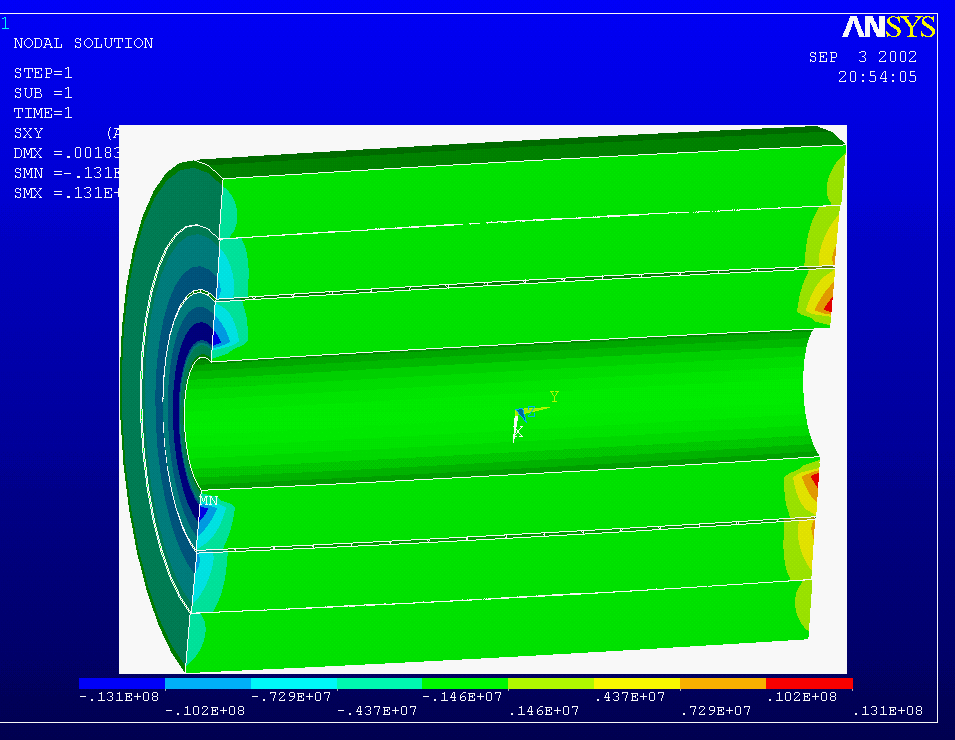 1
ANSYS
NODAL SOLUTION
SEP 3 2002
20:54:05
STEP=1
SUB =1
TIME=1
SXY
DMX =.00183
SMN =-.131E
SMX =.131E+
Y
X
MN
-.131E+08 -.729E+07 -.146E+07 .437E+07 .102E+08
-.102E+08 -.437E+07 .146E+07 .729E+07 .131E+08